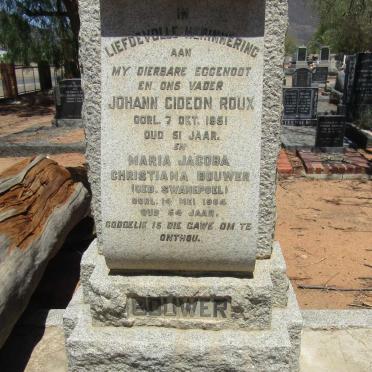 IN
LIEFDEVOLLE HERINNERING
AAN
MY DIERBARE EGGENOOT
EN ONS VADER
JOHANN GIDEON ROUX
OORL. 7 OKT. 1951
OUD 51 JAAR.
EN
MARIA JACOBA
CHRISTIANA BOUWER
(GEB. SWANEPOEL)
OORL. 14 MEI 1964
OUD 54 JAAR.
GODDELIK IS DIE GAWE OM TE
ONTHOU.
BOUWER